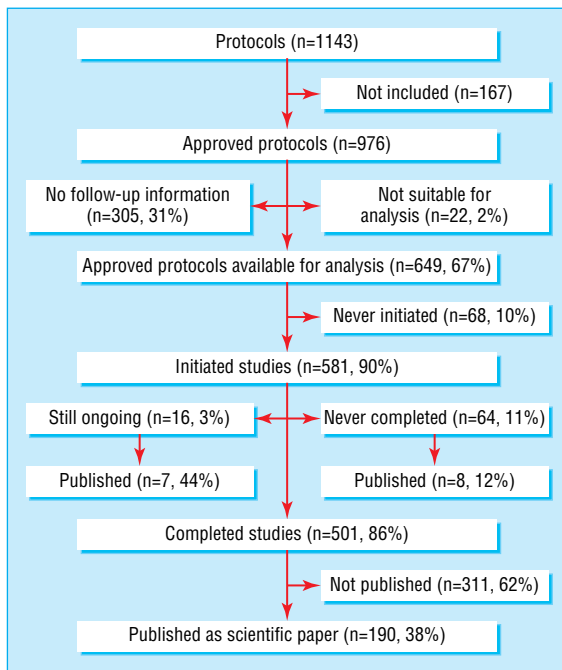 Protocols (n=1143)
Not included (n=167)
Approved protocols (n=976)
No follow-up information
(n=305, 31%)
Not suitable for
analysis (n=22, 2%)
Approved protocols available for analysis (n=649, 67%)
Never initiated (n=68, 10%)
Initiated studies (n=581, 90%)
Still ongoing (n=16, 3%)
Never completed (n=64, 11%)
Published (n=7, 44%)
Published (n=8, 12%)
Completed studies (n=501, 86%)
Not published (n=311, 62%)
Published as scientific paper (n=190, 38%)